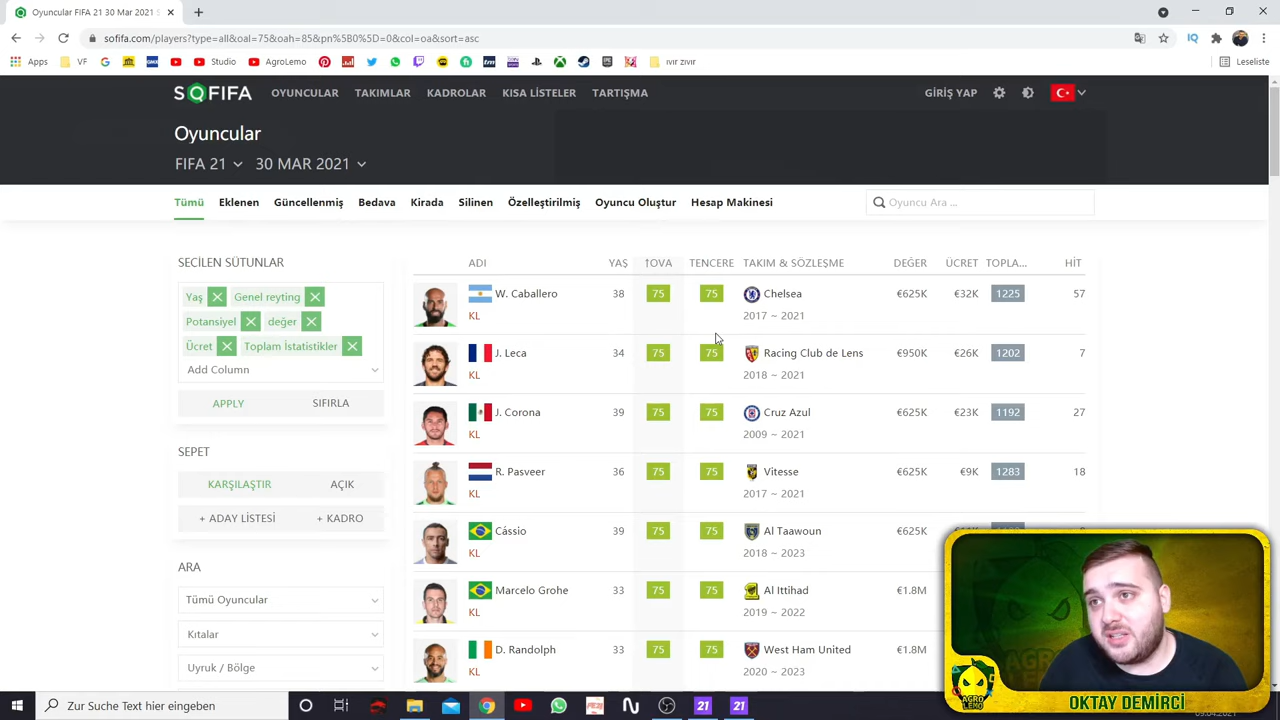 Oyuncular FIFA 21 30 Mar 2021
sofifa.com/players?type=all&oal=75&oah=85&pn%5B0%5D=0&col=oa&sort=asc
Apps VF Studio AgroLemo ıvır zıvır Leseliste
SOFIFA OYUNCULAR TAKIMLAR KADROLAR KISA LİSTELER TARTIŞMA GİRİŞ YAP
Oyuncular
FIFA 21 30 MAR 2021
Tümü Eklenen Güncellenmiş Bedava Kirada Silinen Özelleştirilmiş Oyuncu Oluştur Hesap Makinesi Oyuncu Ara ...
SECİLEN SÜTUNLAR
Yaş Genel reyting
Potansiyel değer
Ücret Toplam İstatistikler
Add Column
APPLY SIFIRLA
SEPET
KARŞILAŞTIR AÇIK
+ ADAY LİSTESİ + KADRO
ARA
Tümü Oyuncular
Kıtalar
Uyruk / Bölge
ADI YAŞ ↑OVA TENCERE TAKIM & SÖZLEŞME DEĞER ÜCRET TOPLA... HİT
W. Caballero 38 75 75 Chelsea €625K €32K 1225 57
KL 2017 ~ 2021
J. Leca 34 75 75 Racing Club de Lens €950K €26K 1202 7
KL 2018 ~ 2021
J. Corona 39 75 75 Cruz Azul €625K €23K 1192 27
KL 2009 ~ 2021
R. Pasveer 36 75 75 Vitesse €625K €9K 1283 18
KL 2017 ~ 2021
Cássio 39 75 75 Al Taawoun €625K
KL 2018 ~ 2023
Marcelo Grohe 33 75 75 Al Ittihad €1.8M
KL 2019 ~ 2022
D. Randolph 33 75 75 West Ham United €1.8M
KL 2020 ~ 2023
AGRO
LEMO
OKTAY DEMİRCİ
Zur Suche Text hier eingeben
21 21
09.04.2021